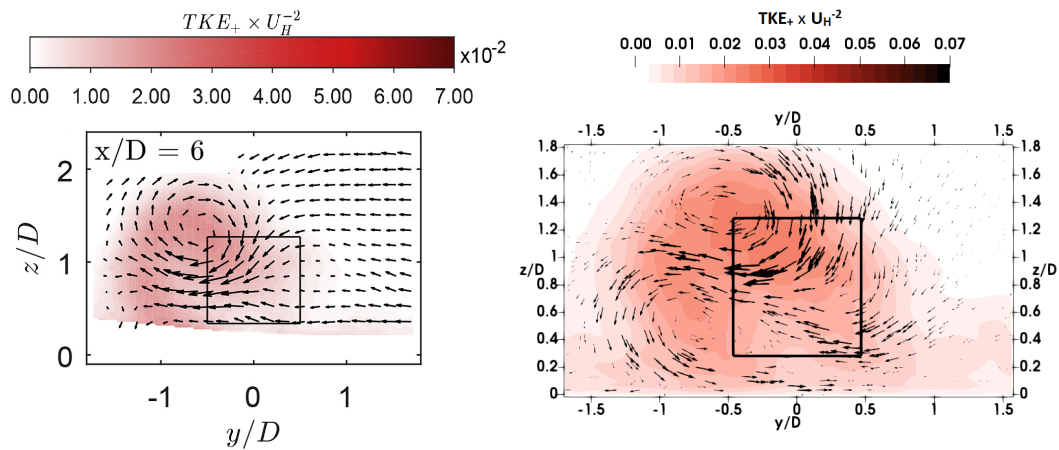 TKE₊ × U_H⁻²
x10⁻²
0.00 1.00 2.00 3.00 4.00 5.00 6.00 7.00
x/D = 6
2
1
0
z/D
-1 0 1
y/D
TKE₊ x U_H⁻²
0.00 0.01 0.02 0.03 0.04 0.05 0.06 0.07
y/D
-1.5 -1 -0.5 0 0.5 1 1.5
1.8 1.8
1.6 1.6
1.4 1.4
1.2 1.2
z/D 1 1 z/D
0.8 0.8
0.6 0.6
0.4 0.4
0.2 0.2
0 0
-1.5 -1 -0.5 0 0.5 1 1.5
y/D